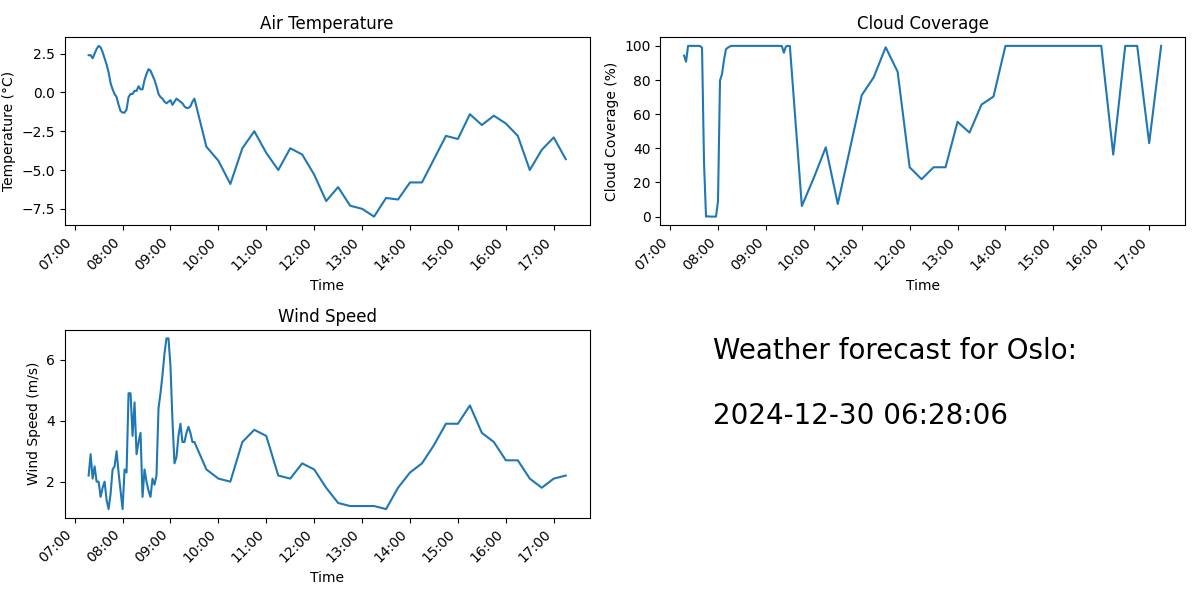 Air Temperature
Temperature (°C)
2.5
0.0
−2.5
−5.0
−7.5
07:00 08:00 09:00 10:00 11:00 12:00 13:00 14:00 15:00 16:00 17:00
Time
Cloud Coverage
Cloud Coverage (%)
100
80
60
40
20
0
07:00 08:00 09:00 10:00 11:00 12:00 13:00 14:00 15:00 16:00 17:00
Time
Wind Speed
Wind Speed (m/s)
6
4
2
07:00 08:00 09:00 10:00 11:00 12:00 13:00 14:00 15:00 16:00 17:00
Time
Weather forecast for Oslo:
2024-12-30 06:28:06